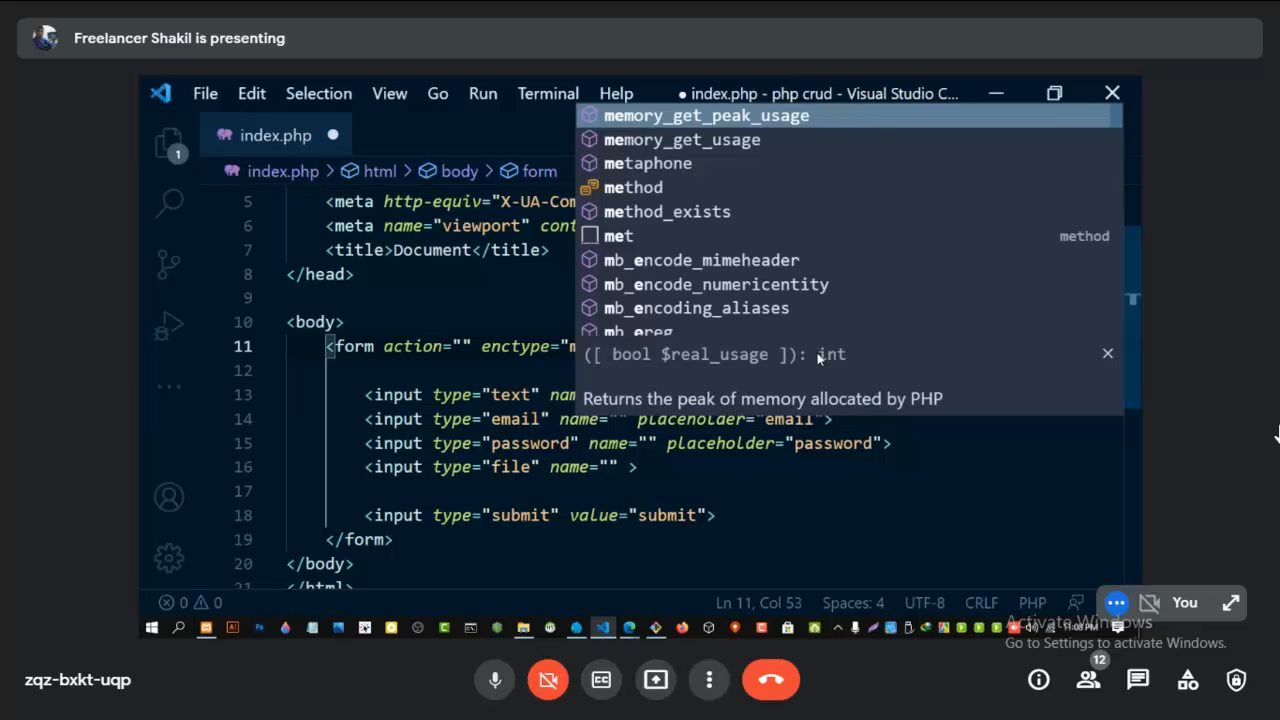 Freelancer Shakil is presenting
File Edit Selection View Go Run Terminal Help ● index.php - php crud - Visual Studio C...
index.php
index.php > html > body > form
memory_get_peak_usage
memory_get_usage
metaphone
method
method_exists
met method
mb_encode_mimeheader
mb_encode_numericentity
mb_encoding_aliases
mb_ereg
([ bool $real_usage ]): int
Returns the peak of memory allocated by PHP
1
5 <meta http-equiv="X-UA-Com
6 <meta name="viewport" cont
7 <title>Document</title>
8 </head>
9
10 <body>
11 <form action="" enctype="m
12
<input type="text" nam
<input type="email" name="" placeholder="email">
15 <input type="password" name="" placeholder="password">
16 <input type="file" name="" >
17
18 <input type="submit" value="submit">
19 </form>
20 </body>
21 </html>
0 0 Ln 11, Col 53 Spaces: 4 UTF-8 CRLF PHP
You
Activate Windows
Go to Settings to activate Windows.
zqz-bxkt-uqp
12